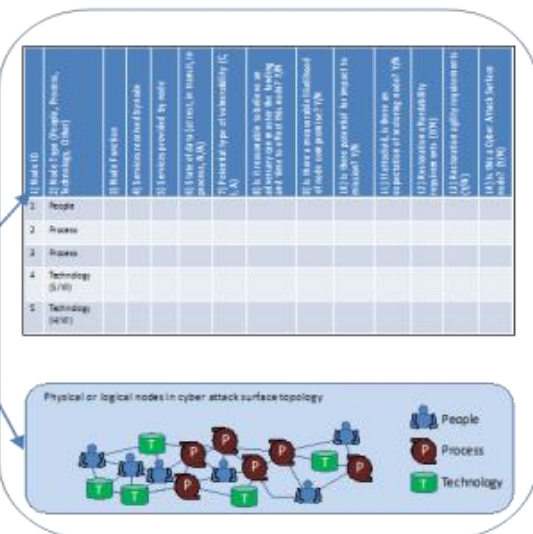 1) Node ID
2) Node Type (People, Process,
Technology, Other)
3) Node Function
4) Services received by node
5) Services provided by node
6) State of data (at rest, in transit, in
process, N/A)
7) Potential type of vulnerability (C,
I, A)
8) Is it reasonable to believe an
adversary can enter the
and
to affect this node? Y/N
9) Is there a measurable likelihood
of node compromise? Y/N
10) Is there potential for impact to
mission? Y/N
11) If attacked, is there an
expectation of restoring node? Y/N
12) Restoration affordability
requirements (Y/N)
13) Restoration agility requirements
(Y/N)
14) Is this a Cyber Attack Surface
node? (Y/N)
1 People
2 Process
3 Process
4 Technology
(S/W)
5 Technology
(H/W)
Physical or logical nodes in cyber attack surface topology
People
Process
Technology
T
P
P
P
P
T
P
T
T
P
T